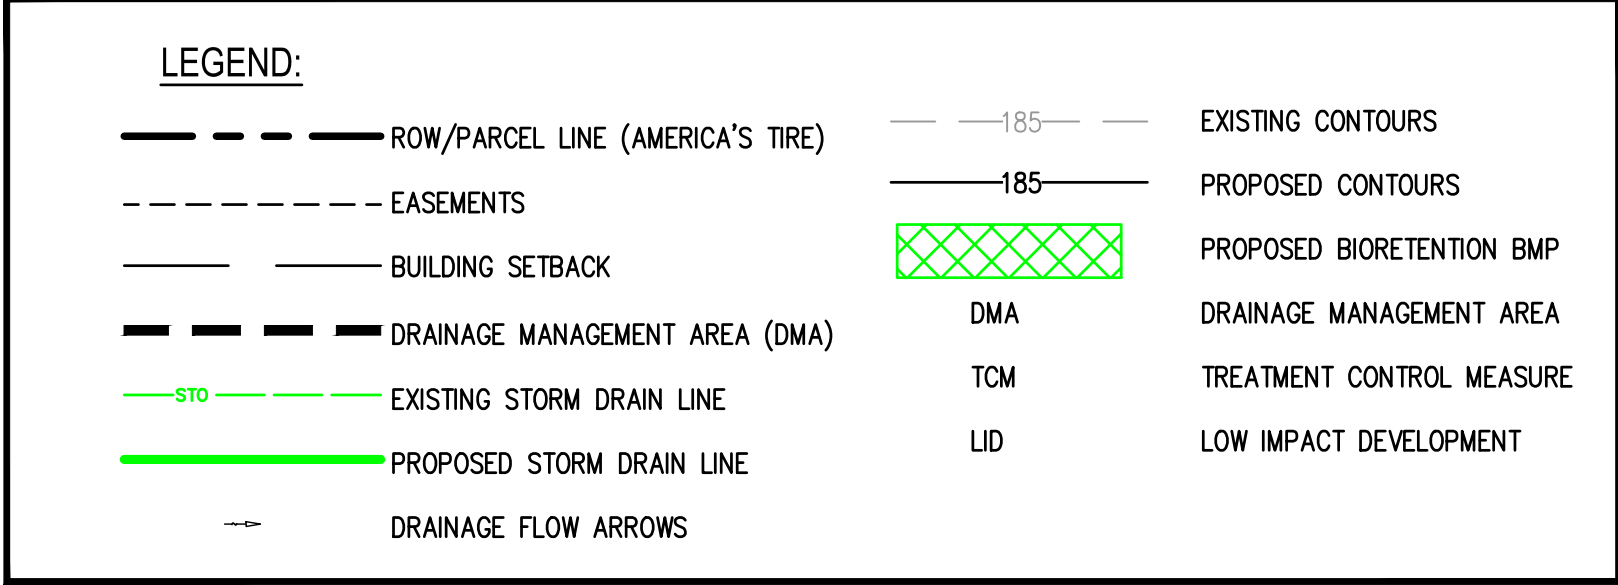 LEGEND:
ROW/PARCEL LINE (AMERICA'S TIRE)
EASEMENTS
BUILDING SETBACK
DRAINAGE MANAGEMENT AREA (DMA)
STO EXISTING STORM DRAIN LINE
PROPOSED STORM DRAIN LINE
DRAINAGE FLOW ARROWS
185 EXISTING CONTOURS
185 PROPOSED CONTOURS
PROPOSED BIORETENTION BMP
DMA DRAINAGE MANAGEMENT AREA
TCM TREATMENT CONTROL MEASURE
LID LOW IMPACT DEVELOPMENT